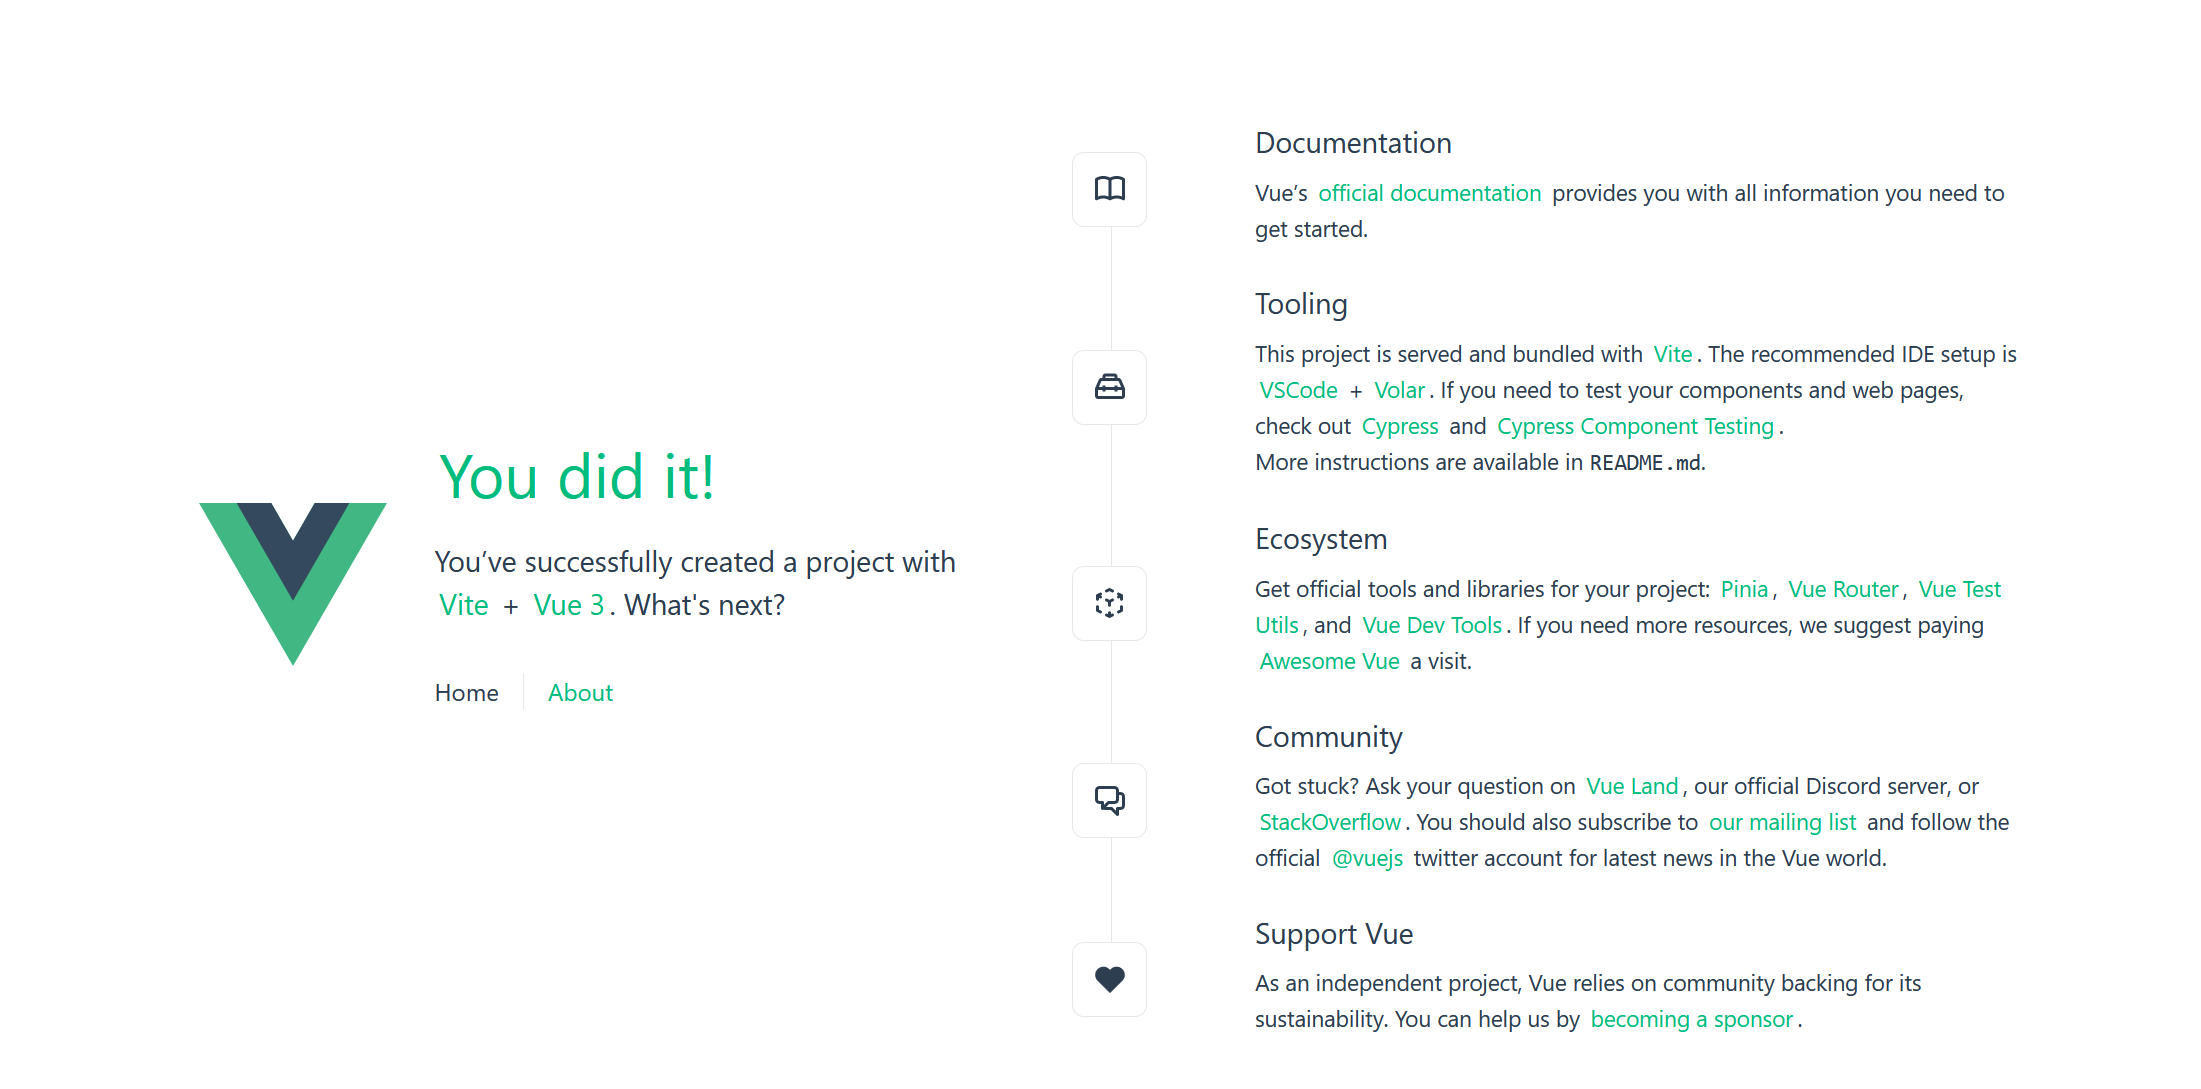 You did it!
You’ve successfully created a project with
Vite + Vue 3. What's next?
Home About
Documentation
Vue’s official documentation provides you with all information you need to
get started.
Tooling
This project is served and bundled with Vite. The recommended IDE setup is
VSCode + Volar. If you need to test your components and web pages,
check out Cypress and Cypress Component Testing.
More instructions are available in README.md.
Ecosystem
Get official tools and libraries for your project: Pinia, Vue Router, Vue Test
Utils, and Vue Dev Tools. If you need more resources, we suggest paying
Awesome Vue a visit.
Community
Got stuck? Ask your question on Vue Land, our official Discord server, or
StackOverflow. You should also subscribe to our mailing list and follow the
official @vuejs twitter account for latest news in the Vue world.
Support Vue
As an independent project, Vue relies on community backing for its
sustainability. You can help us by becoming a sponsor.